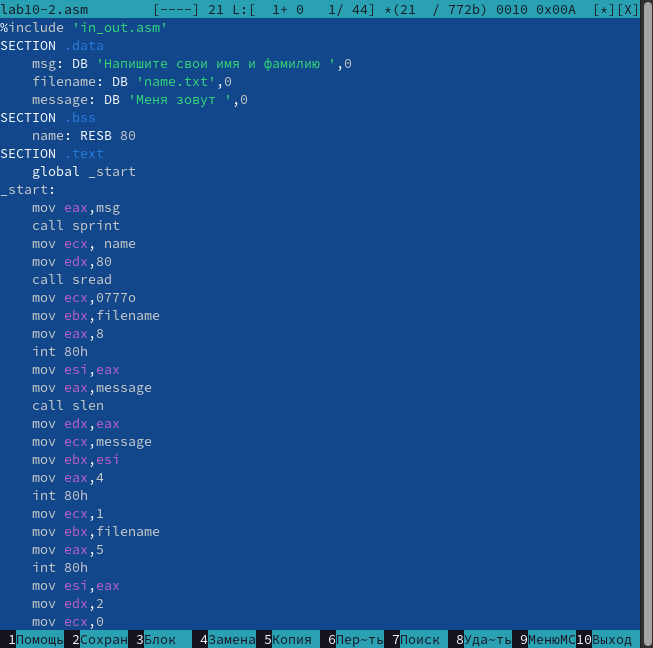 lab10-2.asm [----] 21 L:[ 1+ 0 1/ 44] *(21 / 772b) 0010 0x00A [*][X]
%include 'in_out.asm'
SECTION .data
    msg: DB 'Напишите свои имя и фамилию ',0
    filename: DB 'name.txt',0
    message: DB 'Меня зовут ',0
SECTION .bss
    name: RESB 80
SECTION .text
    global _start
_start:
    mov eax,msg
    call sprint
    mov ecx, name
    mov edx,80
    call sread
    mov ecx,0777o
    mov ebx,filename
    mov eax,8
    int 80h
    mov esi,eax
    mov eax,message
    call slen
    mov edx,eax
    mov ecx,message
    mov ebx,esi
    mov eax,4
    int 80h
    mov ecx,1
    mov ebx,filename
    mov eax,5
    int 80h
    mov esi,eax
    mov edx,2
    mov ecx,0
1Помощь 2Сохран 3Блок 4Замена 5Копия 6Пер~ть 7Поиск 8Уда~ть 9МенюMC 10Выход